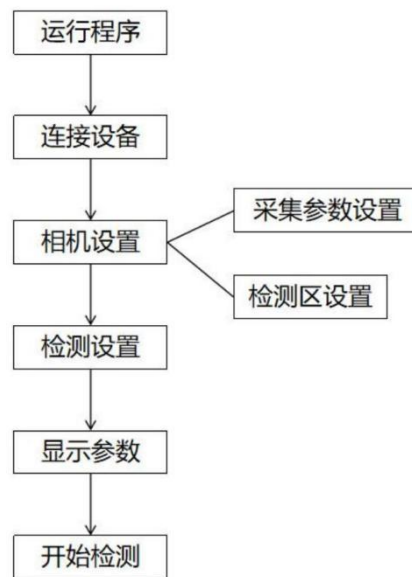 运行程序
连接设备
相机设置
采集参数设置
检测区设置
检测设置
显示参数
开始检测